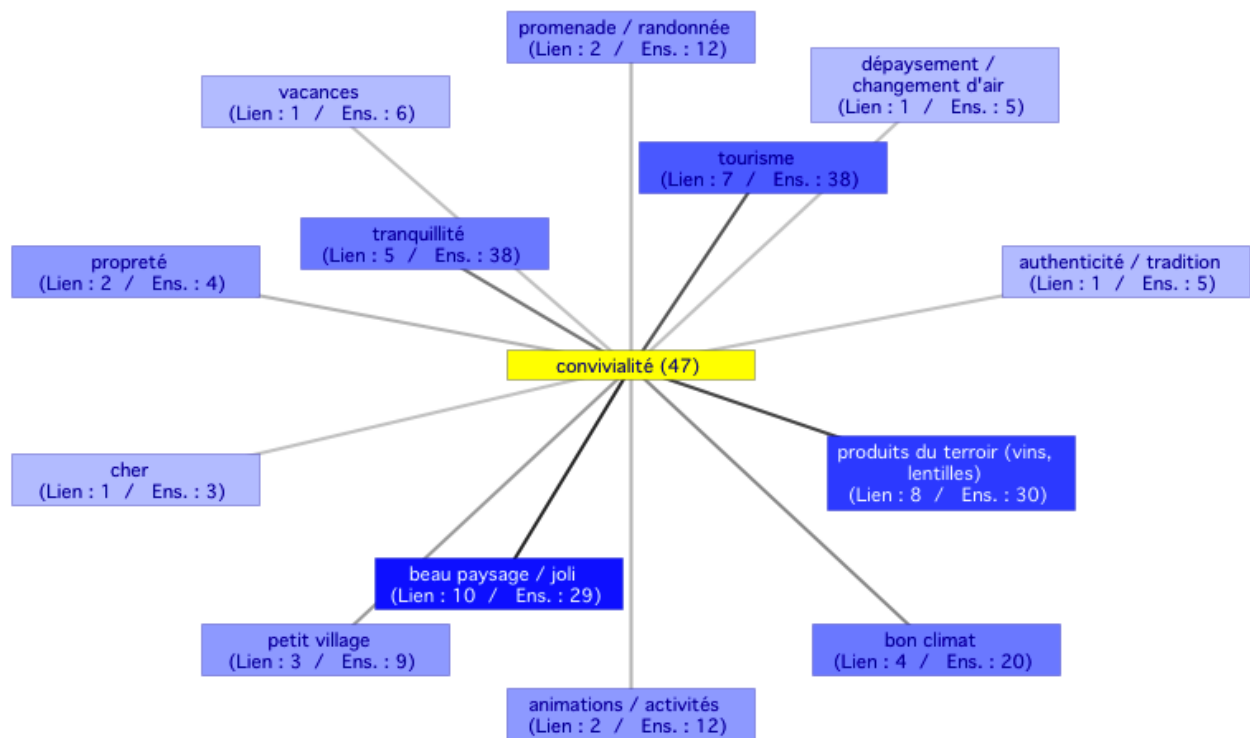 promenade / randonnée
(Lien : 2 / Ens. : 12)
dépaysement /
changement d'air
(Lien : 1 / Ens. : 5)
vacances
(Lien : 1 / Ens. : 6)
tourisme
(Lien : 7 / Ens. : 38)
tranquillité
(Lien : 5 / Ens. : 38)
propreté
(Lien : 2 / Ens. : 4)
authenticité / tradition
(Lien : 1 / Ens. : 5)
convivialité (47)
cher
(Lien : 1 / Ens. : 3)
produits du terroir (vins,
lentilles)
(Lien : 8 / Ens. : 30)
beau paysage / joli
(Lien : 10 / Ens. : 29)
petit village
(Lien : 3 / Ens. : 9)
bon climat
(Lien : 4 / Ens. : 20)
animations / activités
(Lien : 2 / Ens. : 12)